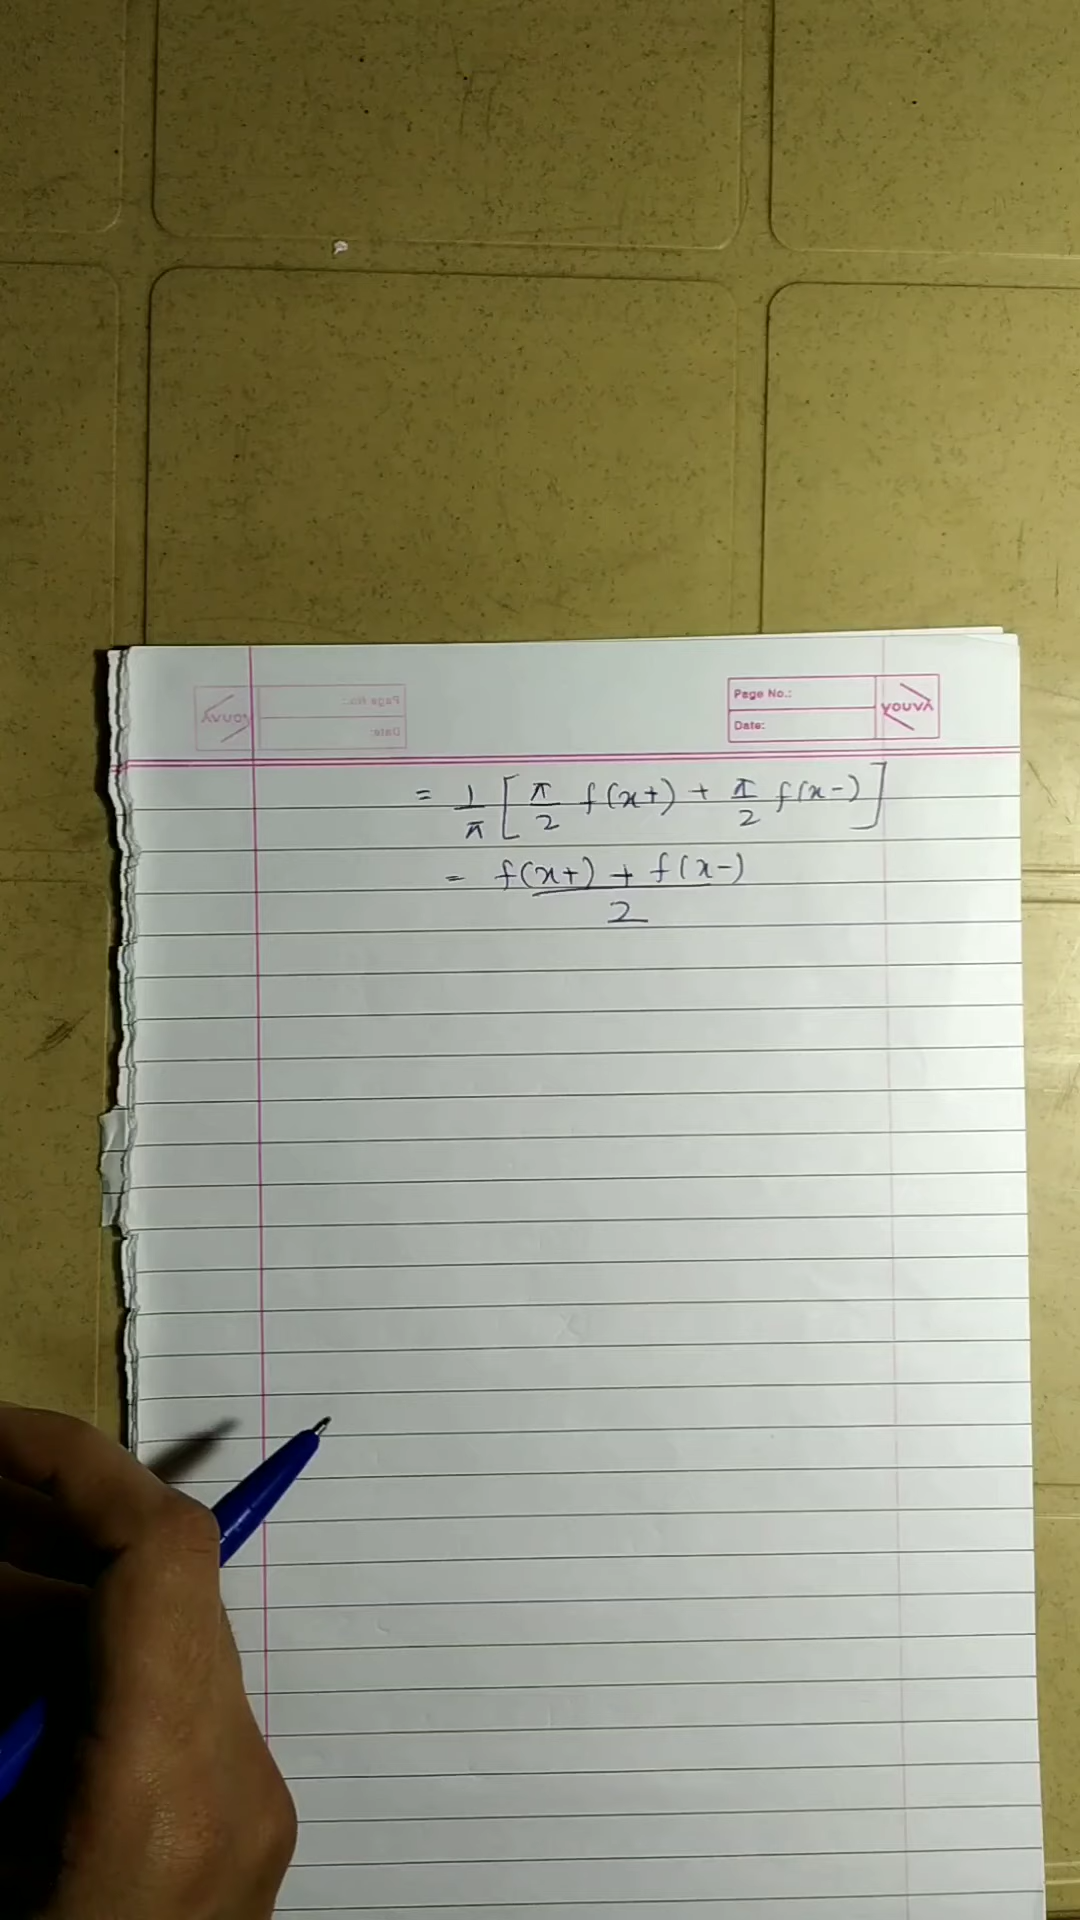 Page No.:
YOUVA
Date:
= 1/π [ π/2 f(x+) + π/2 f(x-) ]
= f(x+) + f(x-) / 2